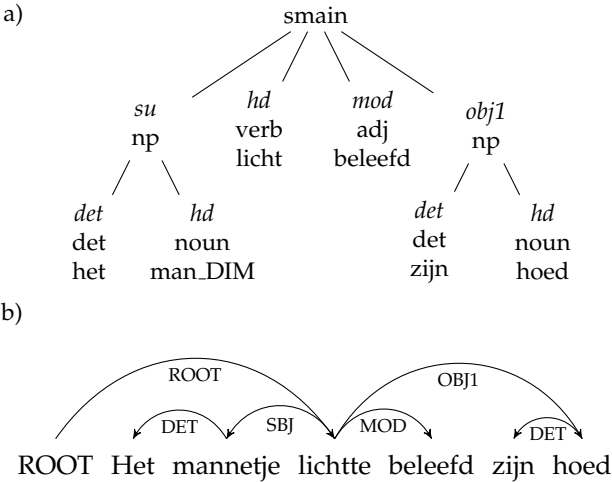 a)
smain
su hd mod obj1
np verb adj np
licht beleefd
det hd det hd
det noun det noun
het man_DIM zijn hoed
b)
ROOT OBJ1
DET SBJ MOD DET
ROOT Het mannetje lichtte beleefd zijn hoed